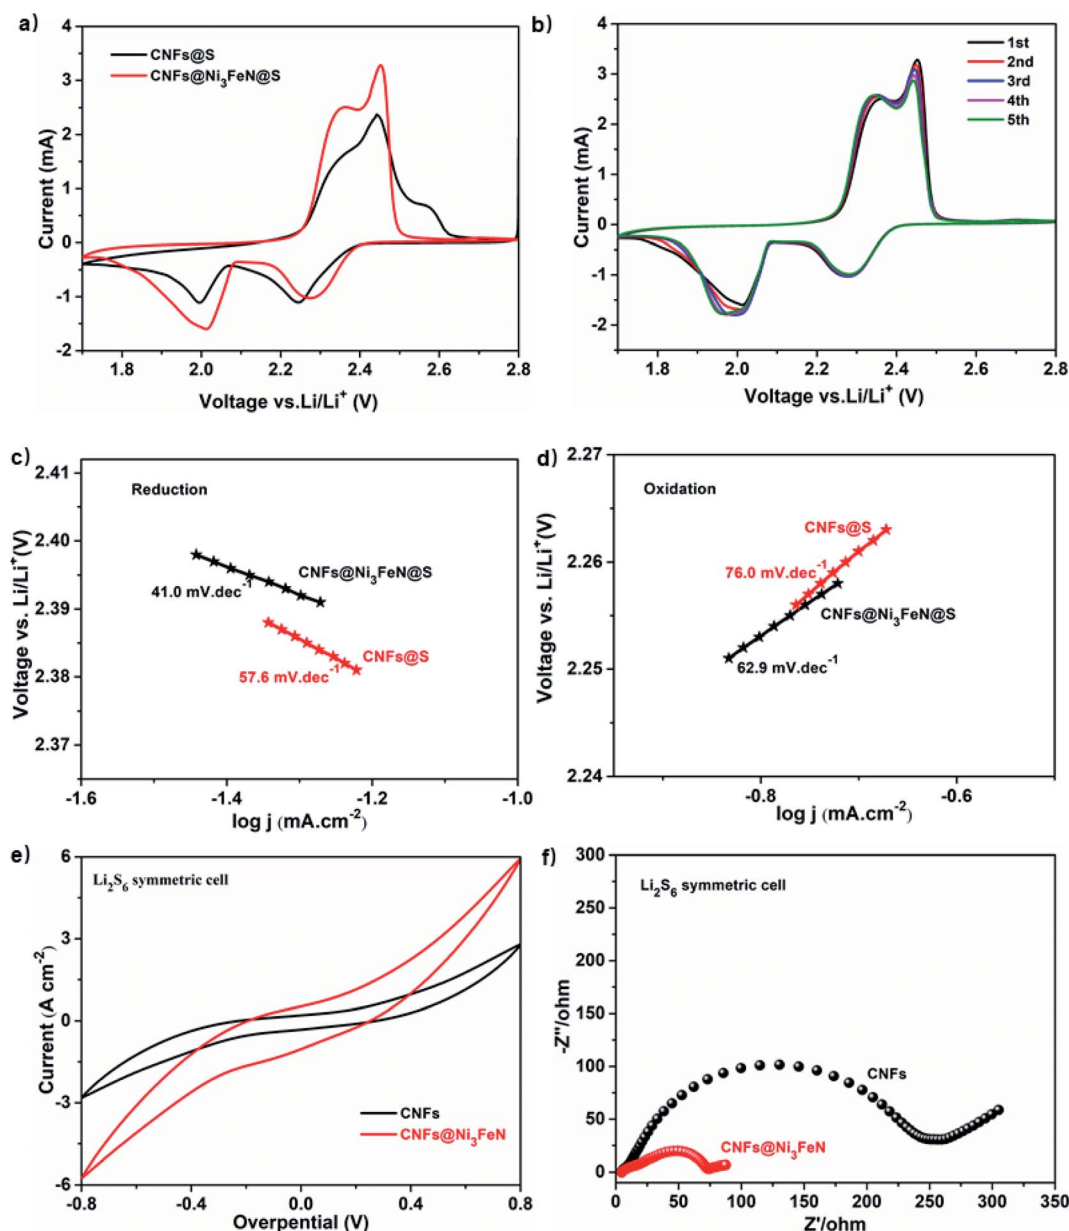 a)
CNFs@S
CNFs@Ni₃FeN@S
Current (mA)
4
3
2
1
0
-1
-2
1.8 2.0 2.2 2.4 2.6 2.8
Voltage vs.Li/Li⁺ (V)
b)
1st
2nd
3rd
4th
5th
Current (mA)
4
3
2
1
0
-1
-2
1.8 2.0 2.2 2.4 2.6 2.8
Voltage vs.Li/Li⁺ (V)
c)
Reduction
CNFs@Ni₃FeN@S
41.0 mV.dec⁻¹
CNFs@S
57.6 mV.dec⁻¹
Voltage vs. Li/Li⁺(V)
2.41
2.40
2.39
2.38
2.37
-1.6 -1.4 -1.2 -1.0
log j (mA.cm⁻²)
d)
Oxidation
CNFs@S
76.0 mV.dec⁻¹
CNFs@Ni₃FeN@S
62.9 mV.dec⁻¹
Voltage vs. Li/Li⁺(V)
2.27
2.26
2.25
2.24
-0.8 -0.6
log j (mA.cm⁻²)
e)
Li₂S₆ symmetric cell
CNFs
CNFs@Ni₃FeN
Current (A cm⁻²)
6
3
0
-3
-6
-0.8 -0.4 0.0 0.4 0.8
Overpential (V)
f)
Li₂S₆ symmetric cell
CNFs
CNFs@Ni₃FeN
-Z''/ohm
300
250
200
150
100
50
0
0 50 100 150 200 250 300 350
Z'/ohm